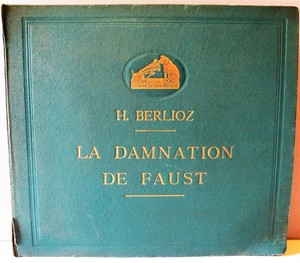 H. BERLIOZ
LA DAMNATION
DE FAUST